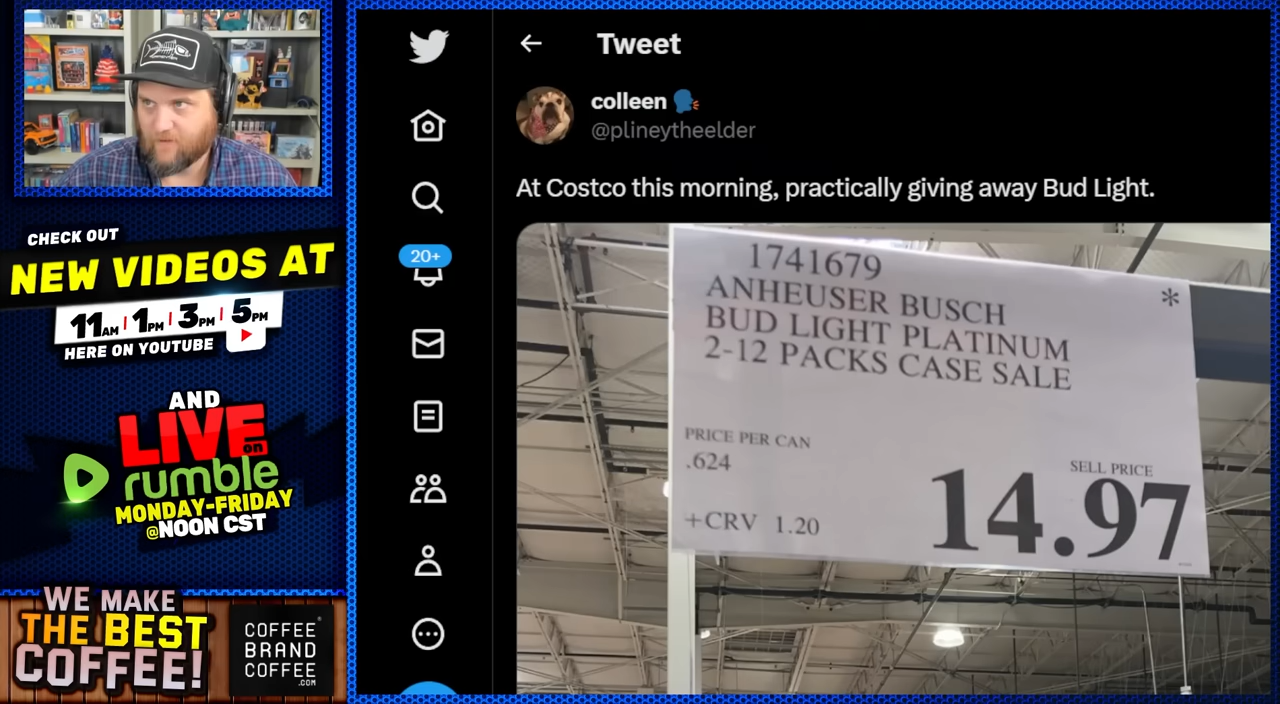 CHECK OUT
NEW VIDEOS AT
11AM | 1PM | 3PM | 5PM
HERE ON YOUTUBE
AND
LIVE on
rumble
MONDAY-FRIDAY
@NOON CST
WE MAKE
THE BEST
COFFEE!
COFFEE
BRAND
COFFEE
.COM
20+
Tweet
colleen
@plineytheelder
At Costco this morning, practically giving away Bud Light.
1741679
*
ANHEUSER BUSCH
BUD LIGHT PLATINUM
2-12 PACKS CASE SALE
PRICE PER CAN
.624
SELL PRICE
14.97
+CRV 1.20